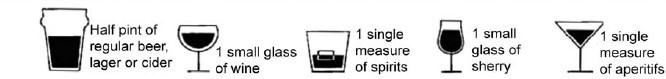 Half pint of
regular beer,
lager or cider
1 small glass
of wine
1 single
measure
of spirits
1 small
glass of
sherry
1 single
measure
of aperitifs